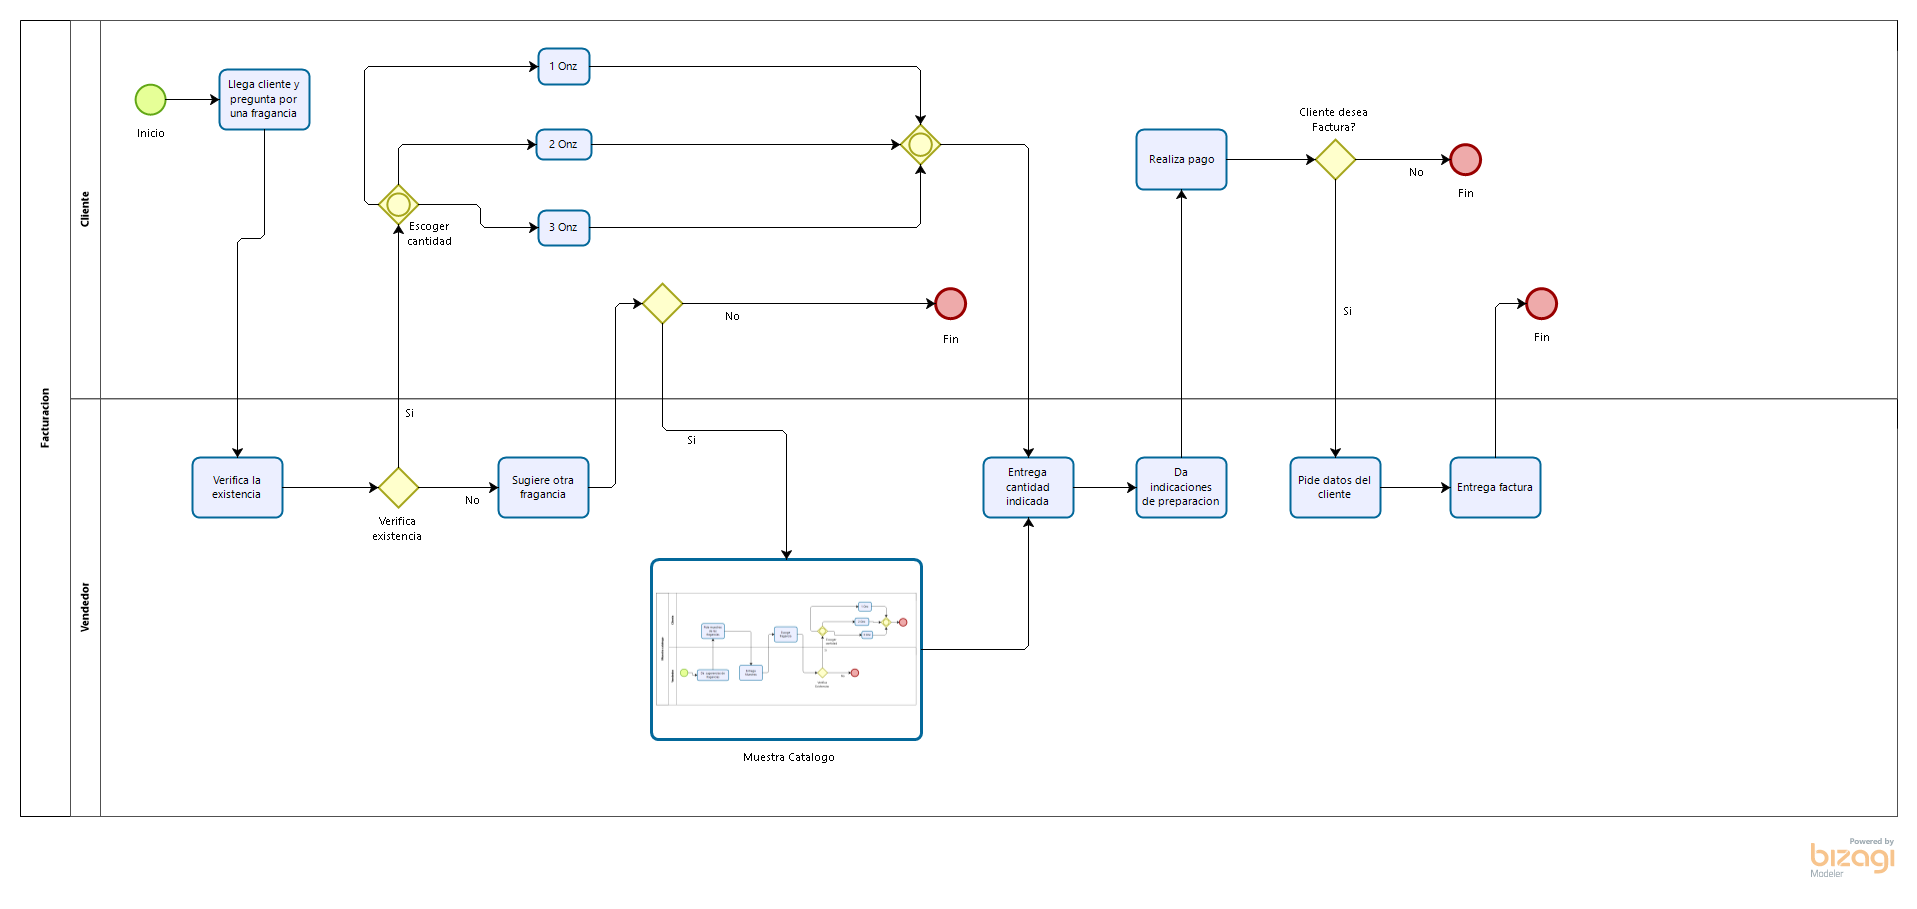 Facturacion
Cliente
Inicio
Llega cliente y
pregunta por
una fragancia
1 Onz
2 Onz
3 Onz
Escoger
cantidad
No
Fin
Realiza pago
Cliente desea
Factura?
No
Fin
Si
Fin
Vendedor
Verifica la
existencia
Si
Verifica
existencia
No
Sugiere otra
fragancia
Si
Muestra Catalogo
Entrega
cantidad
indicada
Da
indicaciones
de preparacion
Pide datos del
cliente
Entrega factura
Powered by
bizagi
Modeler